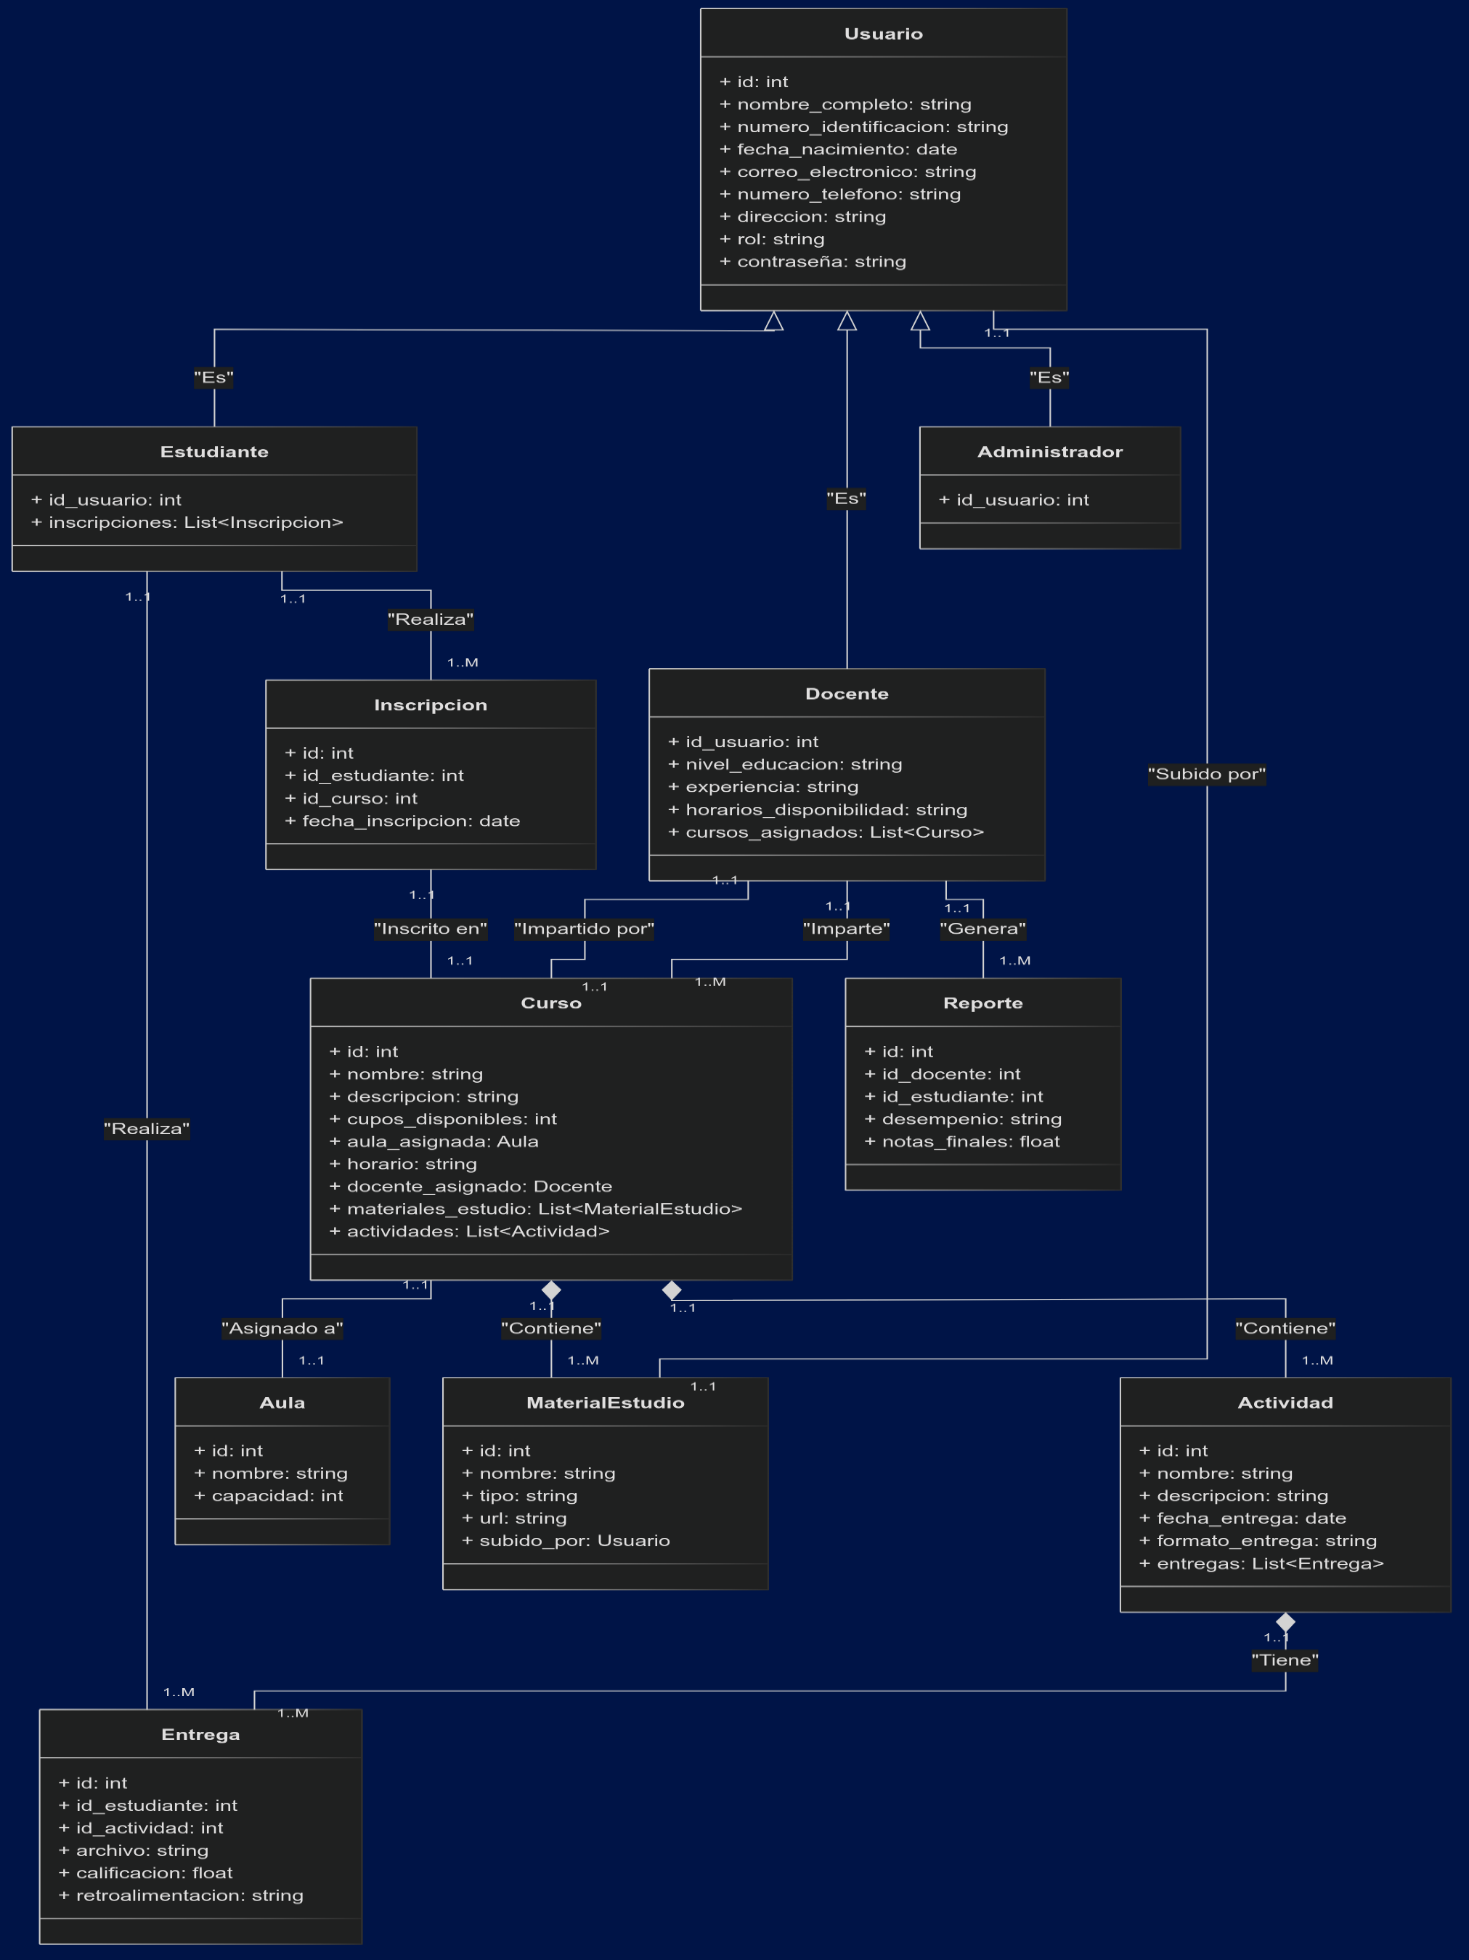 Usuario
+ id: int
+ nombre_completo: string
+ numero_identificacion: string
+ fecha_nacimiento: date
+ correo_electronico: string
+ numero_telefono: string
+ direccion: string
+ rol: string
+ contraseña: string
1..1
"Es"
"Es"
Estudiante
+ id_usuario: int
+ inscripciones: List<Inscripcion>
Administrador
+ id_usuario: int
"Es"
1..1
1..1
"Realiza"
1..M
Inscripcion
+ id: int
+ id_estudiante: int
+ id_curso: int
+ fecha_inscripcion: date
Docente
+ id_usuario: int
+ nivel_educacion: string
+ experiencia: string
+ horarios_disponibilidad: string
+ cursos_asignados: List<Curso>
"Subido por"
1..1
1..1
1..1
1..1
"Inscrito en"
"Impartido por"
"Imparte"
"Genera"
1..1
1..1
1..M
1..M
Curso
+ id: int
+ nombre: string
+ descripcion: string
+ cupos_disponibles: int
+ aula_asignada: Aula
+ horario: string
+ docente_asignado: Docente
+ materiales_estudio: List<MaterialEstudio>
+ actividades: List<Actividad>
Reporte
+ id: int
+ id_docente: int
+ id_estudiante: int
+ desempenio: string
+ notas_finales: float
"Realiza"
1..1
1..1
1..1
"Asignado a"
"Contiene"
"Contiene"
1..1
1..M
1..1
1..M
Aula
+ id: int
+ nombre: string
+ capacidad: int
MaterialEstudio
+ id: int
+ nombre: string
+ tipo: string
+ url: string
+ subido_por: Usuario
Actividad
+ id: int
+ nombre: string
+ descripcion: string
+ fecha_entrega: date
+ formato_entrega: string
+ entregas: List<Entrega>
1..1
"Tiene"
1..M
1..M
Entrega
+ id: int
+ id_estudiante: int
+ id_actividad: int
+ archivo: string
+ calificacion: float
+ retroalimentacion: string